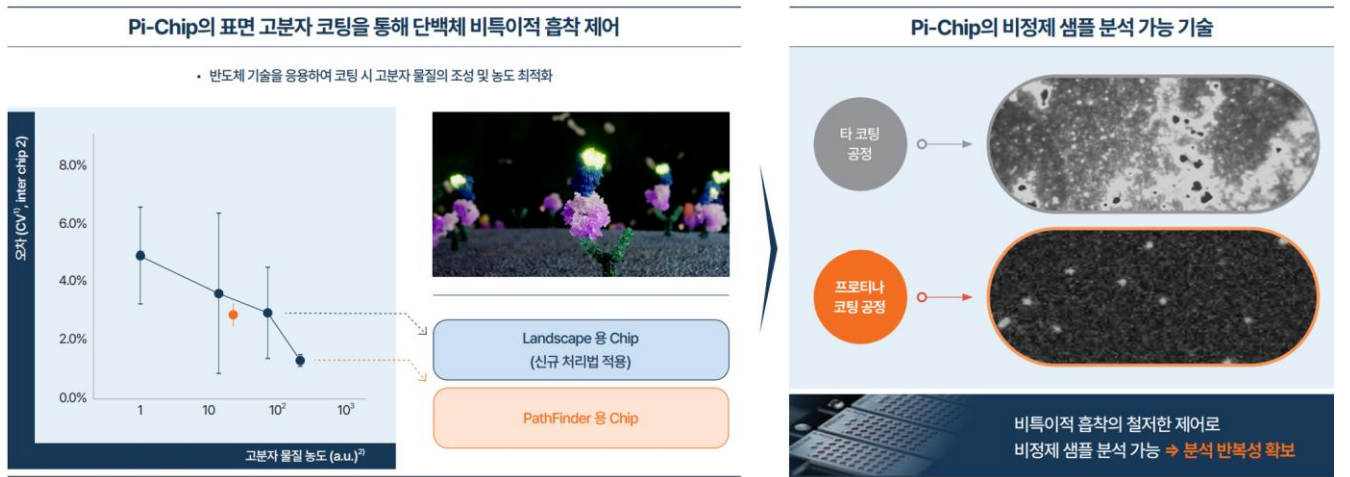 Pi-Chip의 표면 고분자 코팅을 통해 단백체 비특이적 흡착 제어
• 반도체 기술을 응용하여 코팅 시 고분자 물질의 조성 및 농도 최적화
오차 (CV¹⁾, inter chip 2)
8.0%
6.0%
4.0%
2.0%
0.0%
1
10
10²
10³
고분자 물질 농도 (a.u.)²⁾
Landscape 용 Chip
(신규 처리법 적용)
PathFinder 용 Chip
Pi-Chip의 비정제 샘플 분석 가능 기술
타 코팅
공정
프로티나
코팅 공정
비특이적 흡착의 철저한 제어로
비정제 샘플 분석 가능 ⇒ 분석 반복성 확보